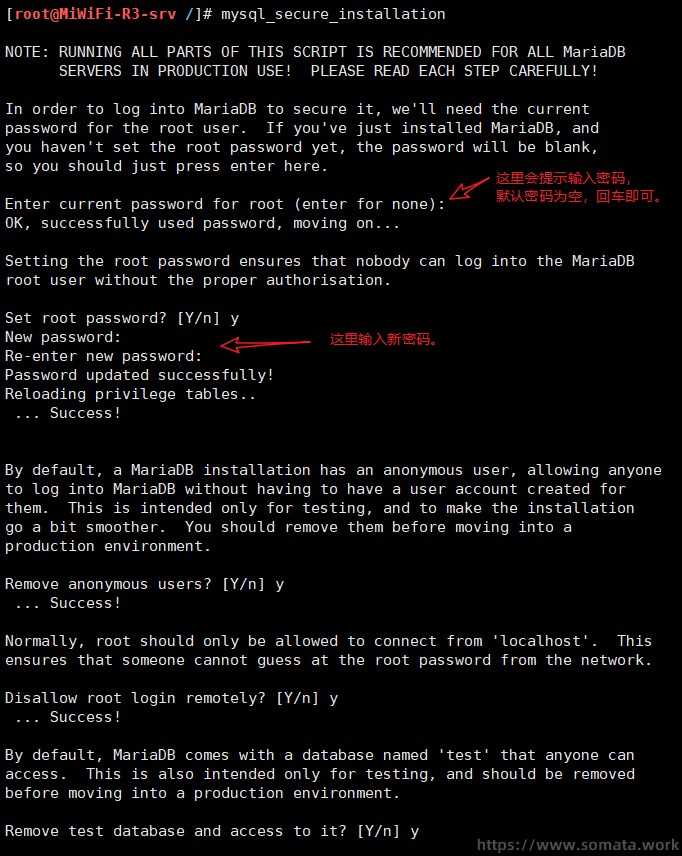 [root@MiWiFi-R3-srv /]# mysql_secure_installation
NOTE: RUNNING ALL PARTS OF THIS SCRIPT IS RECOMMENDED FOR ALL MariaDB
SERVERS IN PRODUCTION USE!  PLEASE READ EACH STEP CAREFULLY!
In order to log into MariaDB to secure it, we'll need the current
password for the root user.  If you've just installed MariaDB, and
you haven't set the root password yet, the password will be blank,
so you should just press enter here.
这里会提示输入密码，
默认密码为空，回车即可。
Enter current password for root (enter for none):
OK, successfully used password, moving on...
Setting the root password ensures that nobody can log into the MariaDB
root user without the proper authorisation.
Set root password? [Y/n] y
New password:
这里输入新密码。
Re-enter new password:
Password updated successfully!
Reloading privilege tables..
... Success!
By default, a MariaDB installation has an anonymous user, allowing anyone
to log into MariaDB without having to have a user account created for
them.  This is intended only for testing, and to make the installation
go a bit smoother.  You should remove them before moving into a
production environment.
Remove anonymous users? [Y/n] y
... Success!
Normally, root should only be allowed to connect from 'localhost'.  This
ensures that someone cannot guess at the root password from the network.
Disallow root login remotely? [Y/n] y
... Success!
By default, MariaDB comes with a database named 'test' that anyone can
access.  This is also intended only for testing, and should be removed
before moving into a production environment.
Remove test database and access to it? [Y/n] y
https://www.somata.work